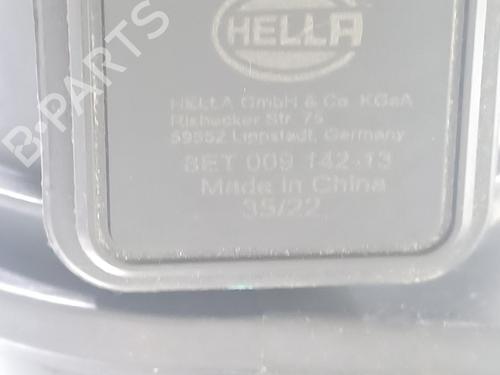 B-PARTS
HELLA
HELLA GmbH & Co. KGaA
Rixbecker Str. 75
59552 Lippstadt, Germany
8ET 009 142-13
Made in China
35/22